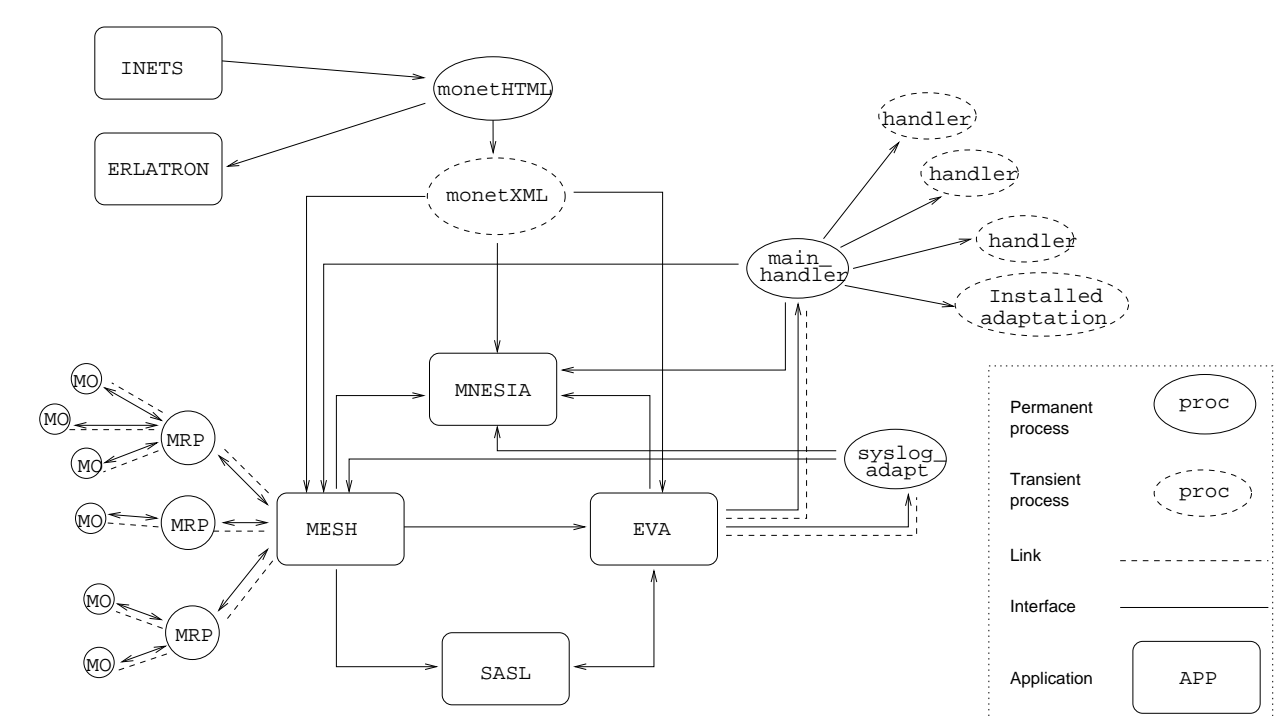 INETS
monetHTML
ERLATRON
monetXML
handler
handler
handler
main_
handler
Installed
adaptation
MNESIA
MO
MO
MO
MRP
syslog_
adapt
MO
MRP
MESH
EVA
MO
MO
MRP
SASL
Permanent
process
proc
Transient
process
proc
Link
Interface
Application
APP